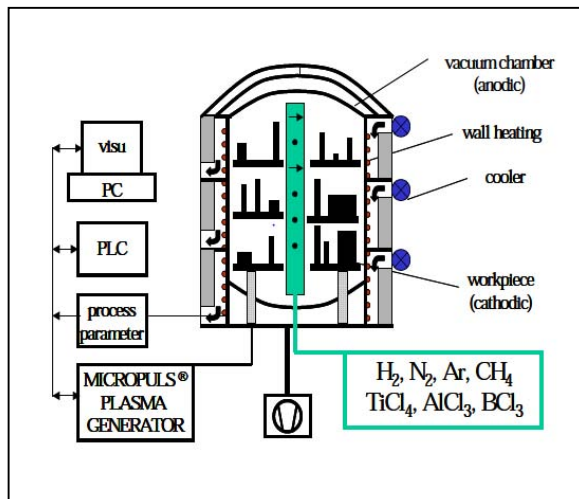 vacuum chamber
(anodic)
wall heating
cooler
workpiece
(cathodic)
visu
PC
PLC
process
parameter
MICROPULS®
PLASMA
GENERATOR
H₂, N₂, Ar, CH₄
TiCl₄, AlCl₃, BCl₃